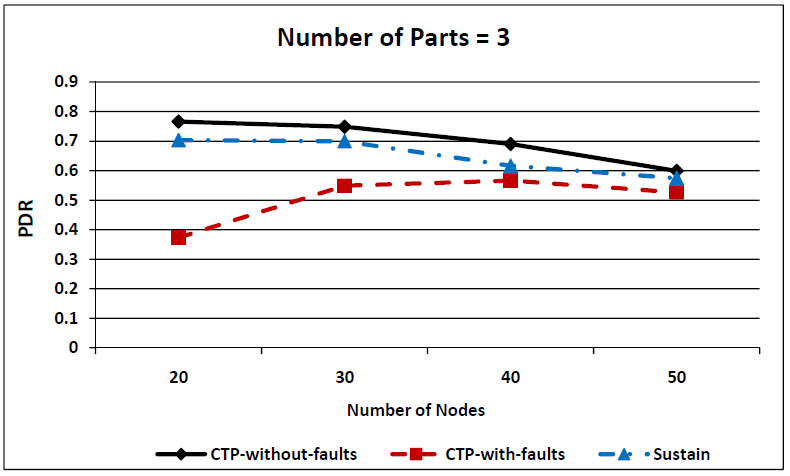 Number of Parts = 3
0.9
0.8
0.7
0.6
0.5
0.4
0.3
0.2
0.1
0
PDR
20 30 40 50
Number of Nodes
CTP-without-faults CTP-with-faults Sustain